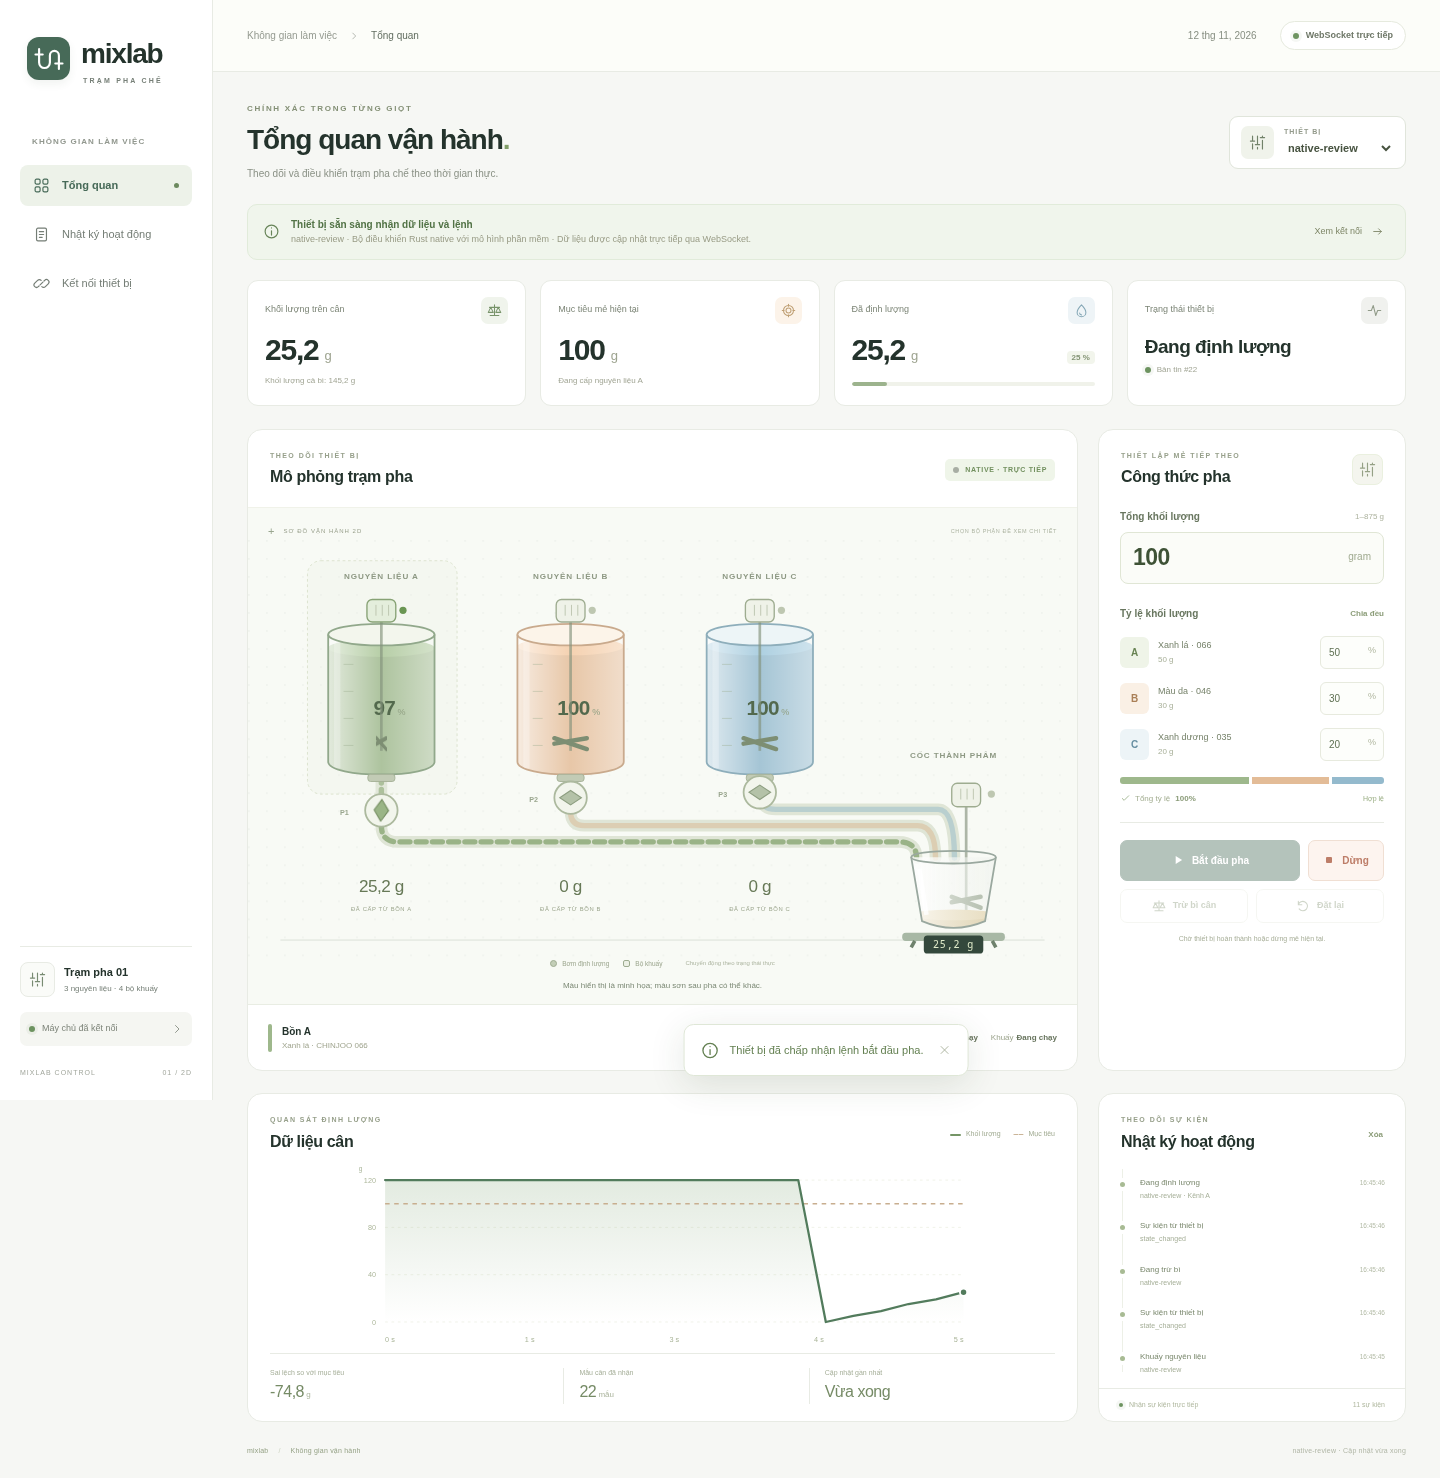 mixlab
TRẠM PHA CHẾ
KHÔNG GIAN LÀM VIỆC
Tổng quan
Nhật ký hoạt động
Kết nối thiết bị
Trạm pha 01
3 nguyên liệu · 4 bộ khuấy
Máy chủ đã kết nối
MIXLAB CONTROL 01 / 2D
Không gian làm việc Tổng quan
12 thg 11, 2026 WebSocket trực tiếp
CHÍNH XÁC TRONG TỪNG GIỌT
Tổng quan vận hành.
Theo dõi và điều khiển trạm pha chế theo thời gian thực.
THIẾT BỊ
native-review
Thiết bị sẵn sàng nhận dữ liệu và lệnh
native-review · Bộ điều khiển Rust native với mô hình phần mềm · Dữ liệu được cập nhật trực tiếp qua WebSocket.
Xem kết nối
Khối lượng trên cân
25,2 g
Khối lượng cả bì: 145,2 g
Mục tiêu mẻ hiện tại
100 g
Đang cấp nguyên liệu A
Đã định lượng
25,2 g
25 %
Trạng thái thiết bị
Đang định lượng
Bản tin #22
THEO DÕI THIẾT BỊ
Mô phỏng trạm pha
NATIVE · TRỰC TIẾP
SƠ ĐỒ VẬN HÀNH 2D
CHỌN BỘ PHẬN ĐỂ XEM CHI TIẾT
NGUYÊN LIỆU A
NGUYÊN LIỆU B
NGUYÊN LIỆU C
97 %
100 %
100 %
CỐC THÀNH PHẨM
P1
P2
P3
25,2 g
ĐÃ CẤP TỪ BỒN A
0 g
ĐÃ CẤP TỪ BỒN B
0 g
ĐÃ CẤP TỪ BỒN C
25,2 g
Bơm định lượng
Bộ khuấy
Chuyển động theo trạng thái thực
Màu hiển thị là minh họa; màu sơn sau pha có thể khác.
Bồn A
Xanh lá · CHINJOO 066
Khuấy Đang chạy
Thiết bị đã chấp nhận lệnh bắt đầu pha.
THIẾT LẬP MẺ TIẾP THEO
Công thức pha
Tổng khối lượng 1–875 g
100 gram
Tỷ lệ khối lượng Chia đều
A
Xanh lá · 066
50 g
50 %
B
Màu da · 046
30 g
30 %
C
Xanh dương · 035
20 g
20 %
Tổng tỷ lệ 100% Hợp lệ
Bắt đầu pha
Dừng
Trừ bì cân
Đặt lại
Chờ thiết bị hoàn thành hoặc dừng mẻ hiện tại.
QUAN SÁT ĐỊNH LƯỢNG
Dữ liệu cân
Khối lượng Mục tiêu
g
120
80
40
0
0 s 1 s 3 s 4 s 5 s
Sai lệch so với mục tiêu
-74,8 g
Mẫu cân đã nhận
22 mẫu
Cập nhật gần nhất
Vừa xong
THEO DÕI SỰ KIỆN
Nhật ký hoạt động
Xóa
Đang định lượng 16:45:46
native-review · Kênh A
Sự kiện từ thiết bị 16:45:46
state_changed
Đang trừ bì 16:45:46
native-review
Sự kiện từ thiết bị 16:45:46
state_changed
Khuấy nguyên liệu 16:45:45
native-review
Nhận sự kiện trực tiếp 11 sự kiện
mixlab / Không gian vận hành
native-review · Cập nhật vừa xong